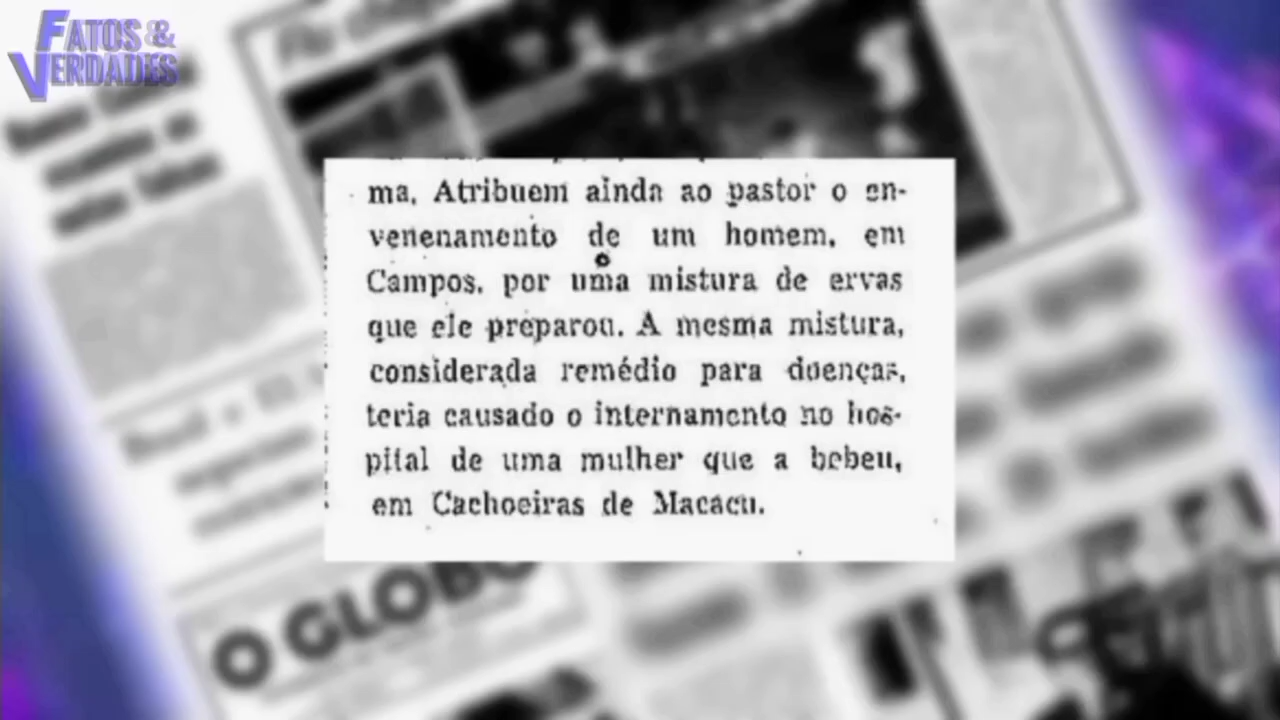 FATOS &
VERDADES
ma. Atribuem ainda ao pastor o en-
venenamento de um homem, em
Campos, por uma mistura de ervas
que ele preparou. A mesma mistura,
considerada remédio para doenças,
teria causado o internamento no hos-
pital de uma mulher que a bebeu,
em Cachoeiras de Macacu.
O GLOBO